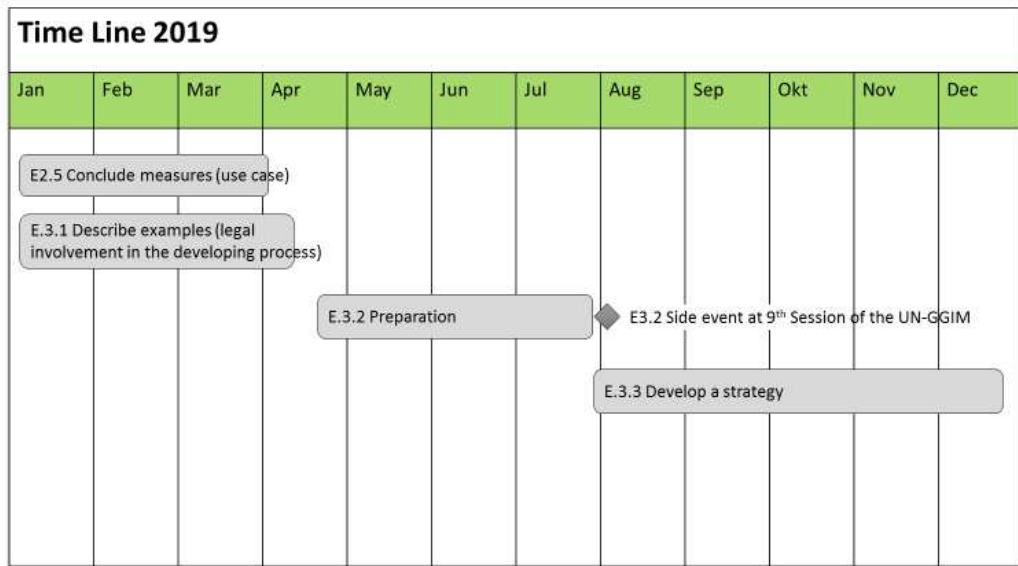 Time Line 2019
Jan Feb Mar Apr May Jun Jul Aug Sep Okt Nov Dec
E2.5 Conclude measures (use case)
E.3.1 Describe examples (legal
involvement in the developing process)
E.3.2 Preparation
E3.2 Side event at 9th Session of the UN-GGIM
E.3.3 Develop a strategy